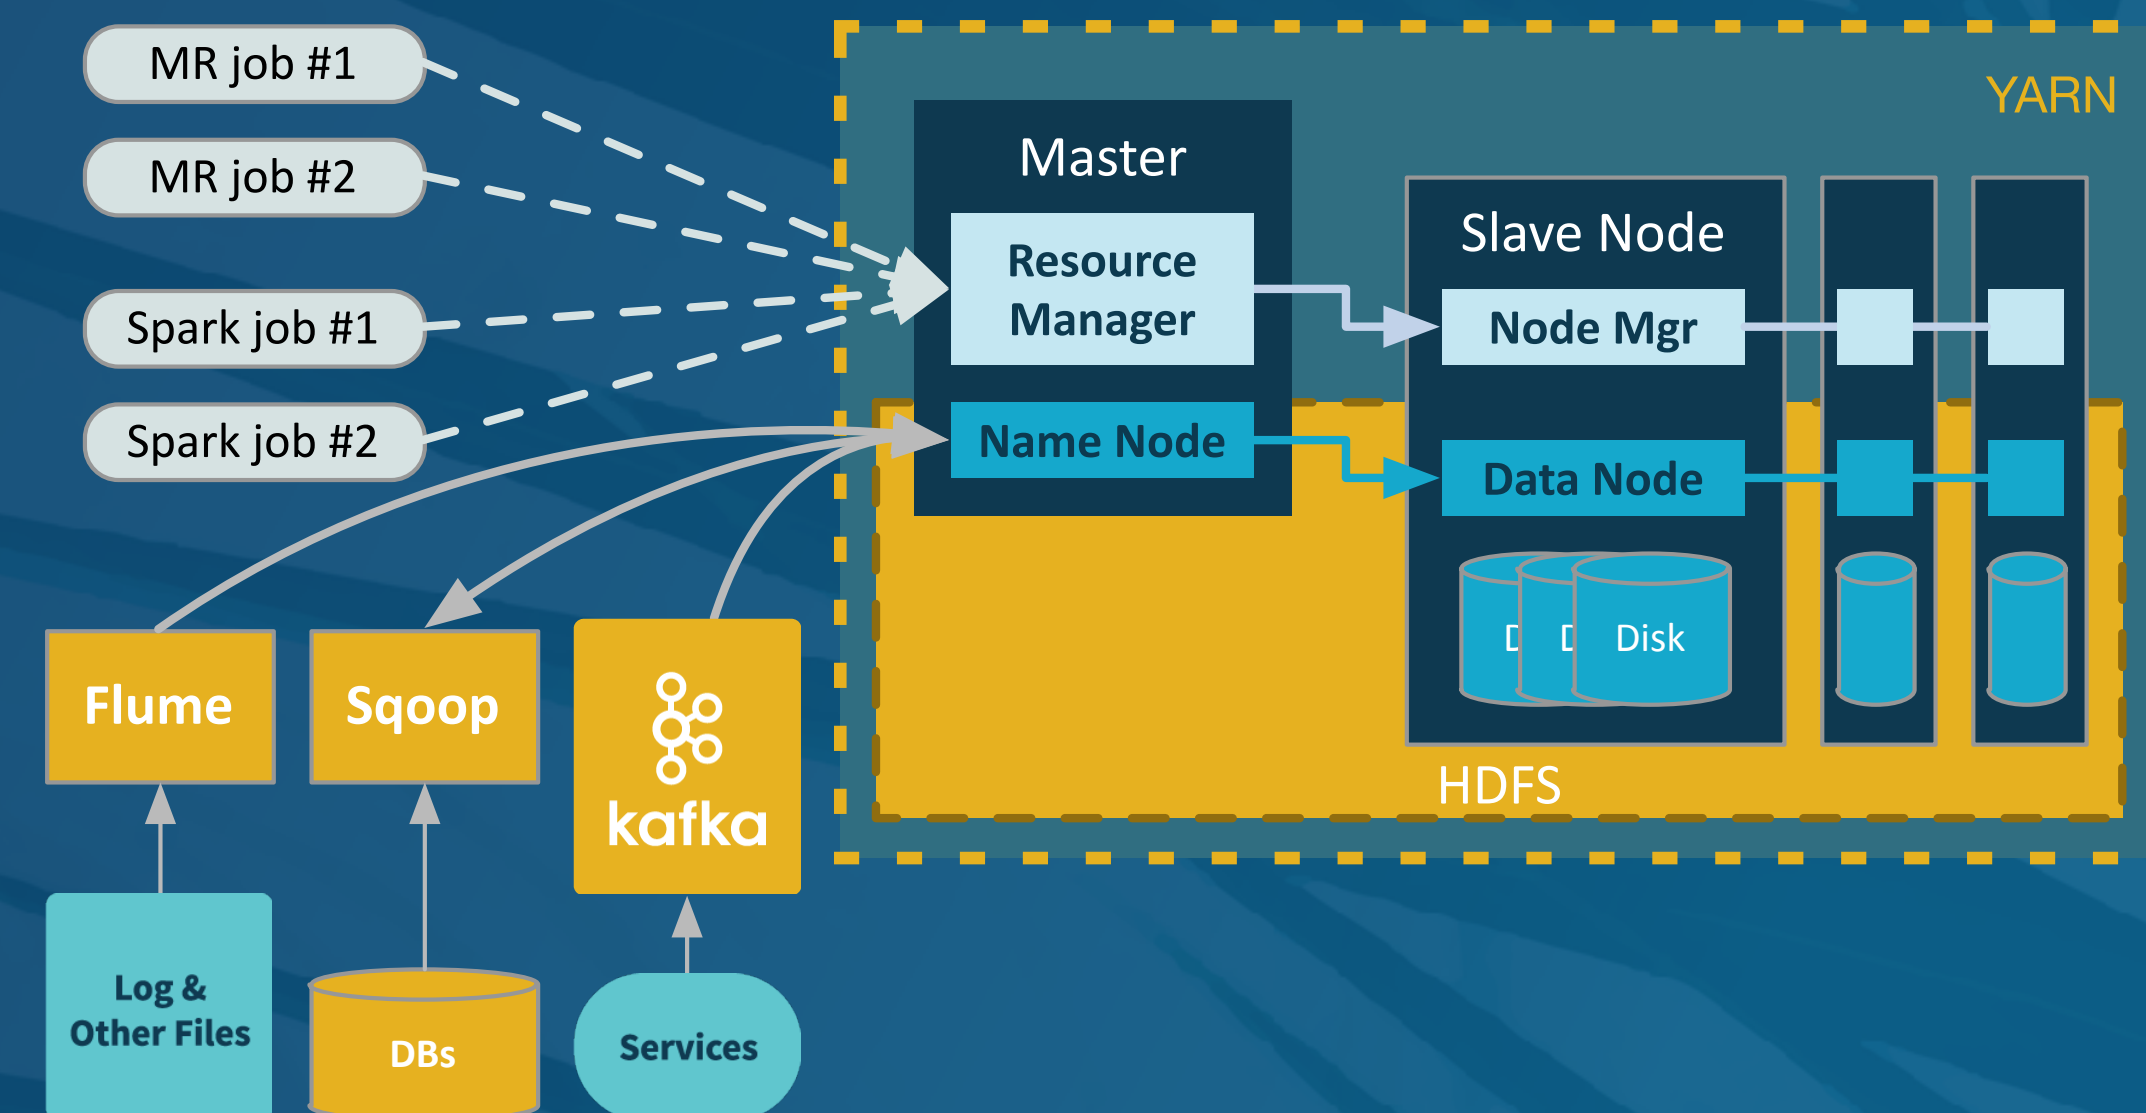 MR job #1
MR job #2
Spark job #1
Spark job #2
YARN
Master
Resource
Manager
Name Node
Slave Node
Node Mgr
Data Node
D
D
Disk
HDFS
Flume
Sqoop
kafka
Log &
Other Files
DBs
Services